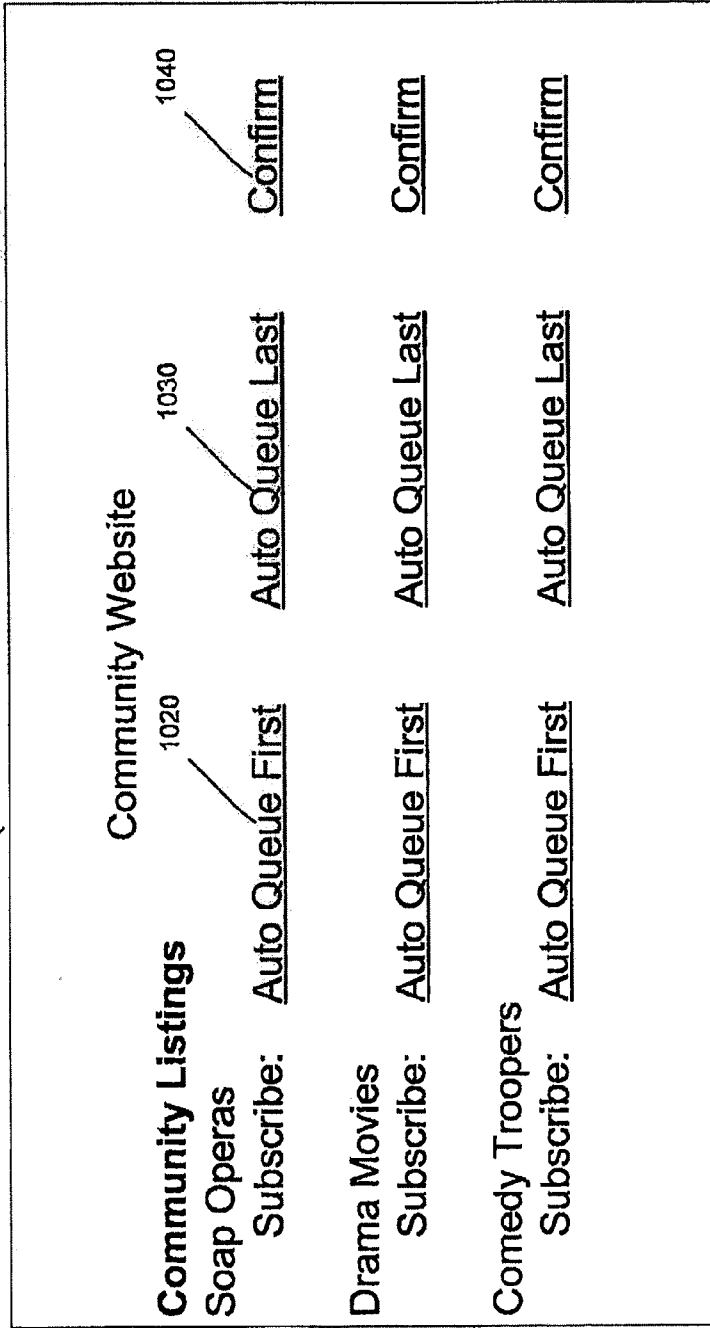 Community Website
Community Listings
1020 1030 1040
Soap Operas
Subscribe: Auto Queue First Auto Queue Last Confirm
Drama Movies
Subscribe: Auto Queue First Auto Queue Last Confirm
Comedy Troopers
Subscribe: Auto Queue First Auto Queue Last Confirm